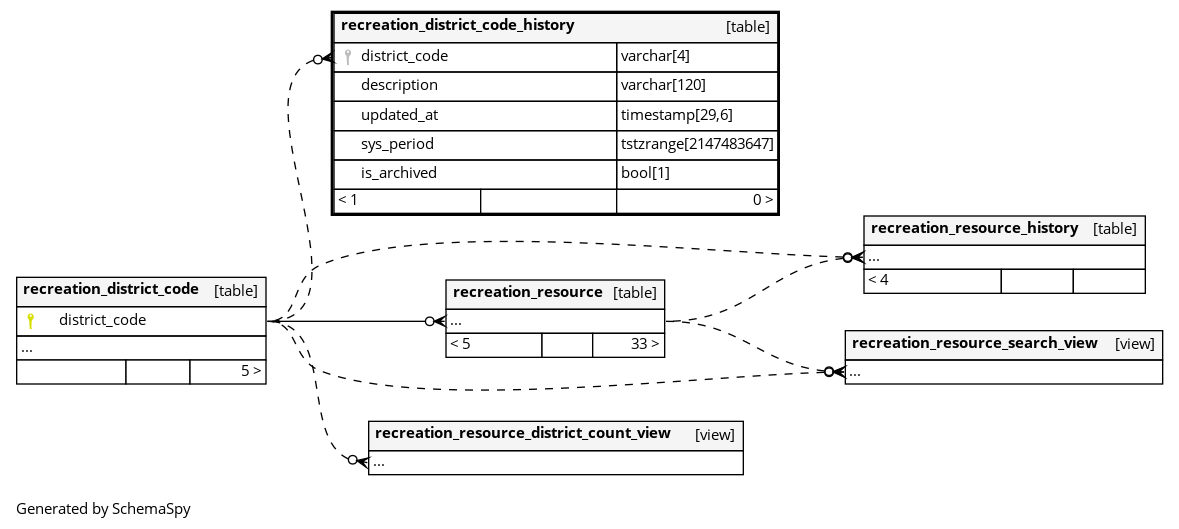 recreation_district_code_history [table]
district_code varchar[4]
description varchar[120]
updated_at timestamp[29,6]
sys_period tstzrange[2147483647]
is_archived bool[1]
< 1 0 >
recreation_resource_history [table]
...
< 4
recreation_district_code [table]
district_code
...
5 >
recreation_resource [table]
...
< 5 33 >
recreation_resource_search_view [view]
...
recreation_resource_district_count_view [view]
...
Generated by SchemaSpy